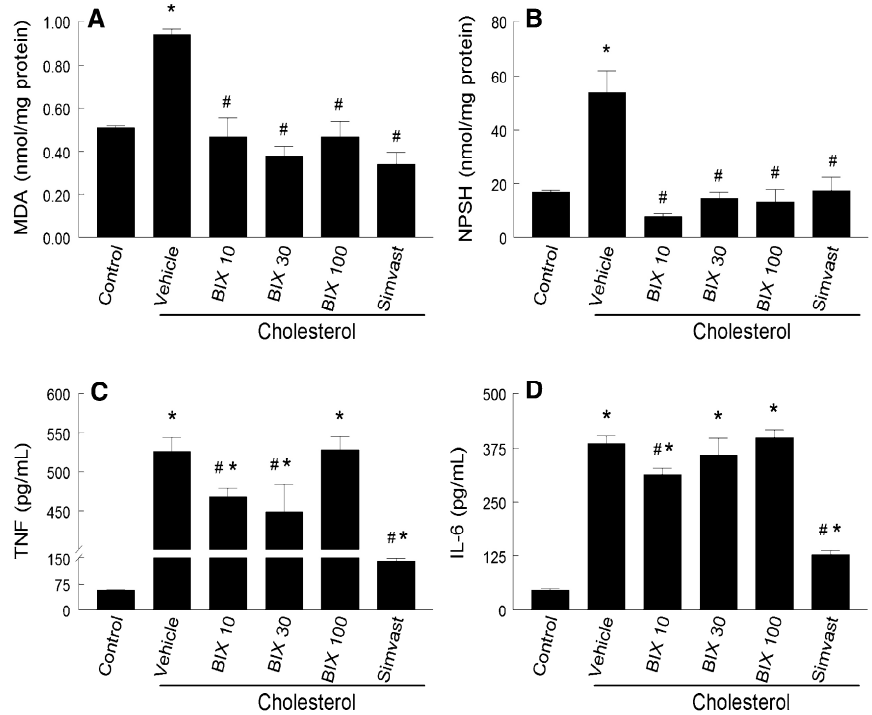 A
MDA (nmol/mg protein)
1.00
0.80
0.60
0.40
0.20
0.00
*
#
#
#
#
Control
Vehicle
BIX 10
BIX 30
BIX 100
Simvast
Cholesterol
B
NPSH (nmol/mg protein)
80
60
40
20
0
*
#
#
#
#
Control
Vehicle
BIX 10
BIX 30
BIX 100
Simvast
Cholesterol
C
TNF (pg/mL)
600
550
500
450
150
75
0
*
# *
# *
*
# *
Control
Vehicle
BIX 10
BIX 30
BIX 100
Simvast
Cholesterol
D
IL-6 (pg/mL)
500
375
250
125
0
*
# *
*
*
# *
Control
Vehicle
BIX 10
BIX 30
BIX 100
Simvast
Cholesterol